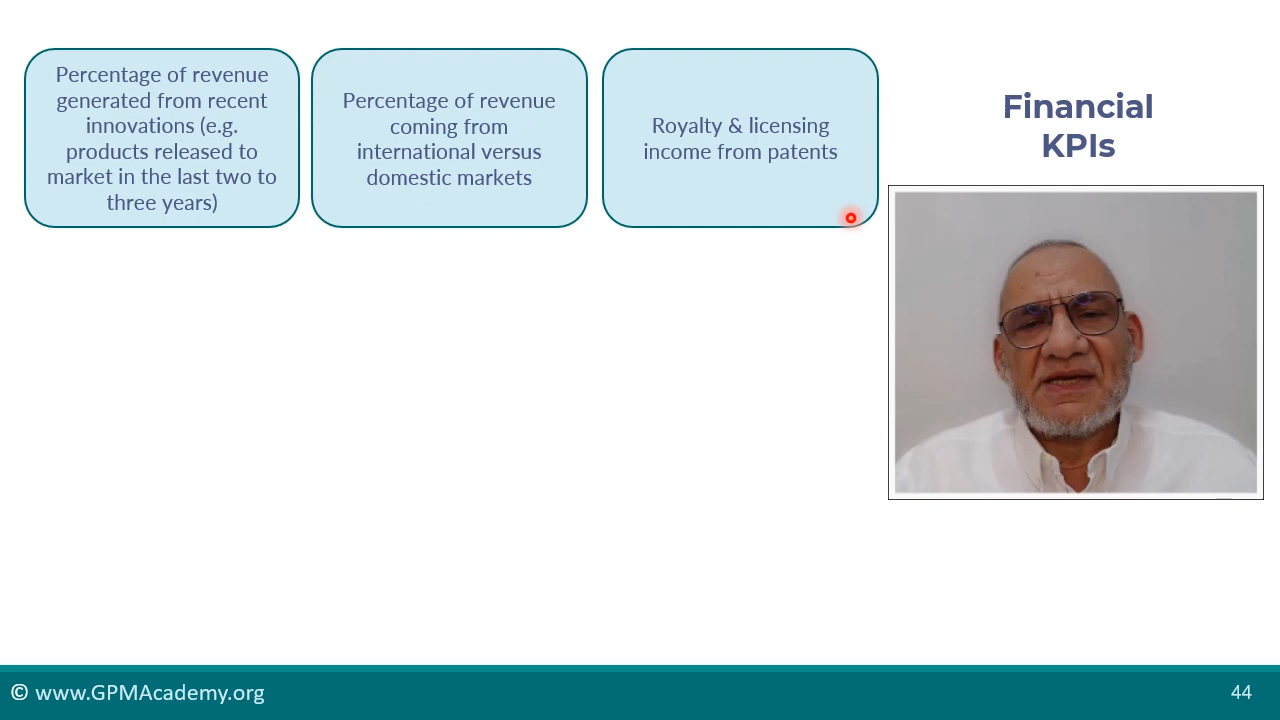 Percentage of revenue
generated from recent
innovations (e.g.
products released to
market in the last two to
three years)
Percentage of revenue
coming from
international versus
domestic markets
Royalty & licensing
income from patents
Financial
KPIs
© www.GPMAcademy.org
44